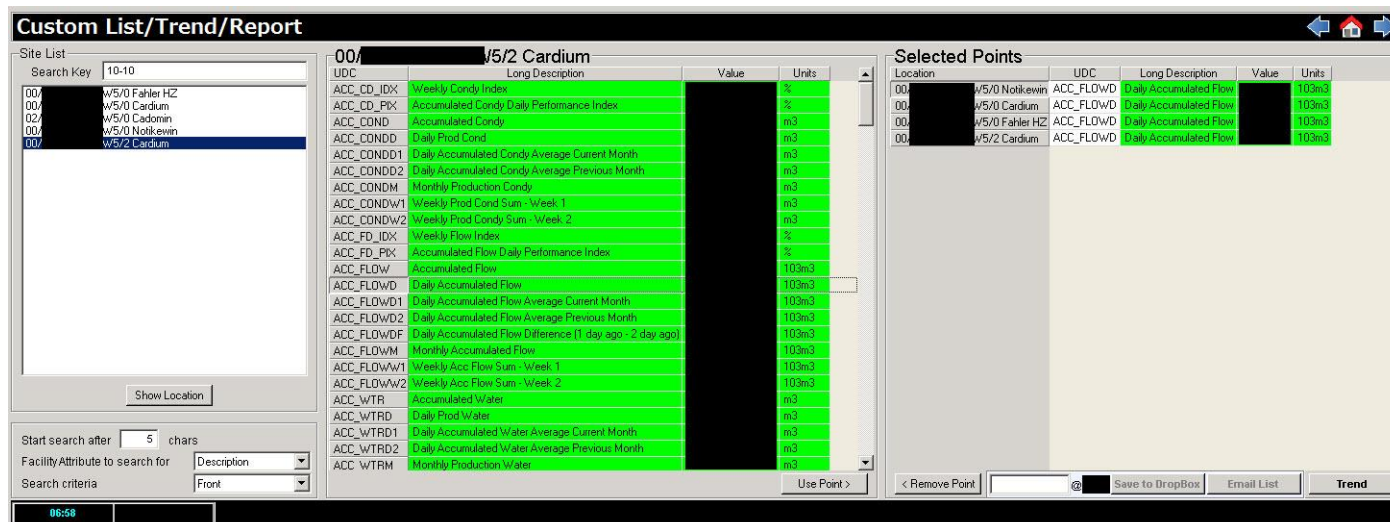 Custom List/Trend/Report
Site List
Search Key 10-10
00/ W5/0 Fahler HZ
00/ W5/0 Cardium
02/ W5/0 Cadomin
00/ W5/0 Notikewin
00/ W5/2 Cardium
Show Location
Start search after 5 chars
Facility Attribute to search for Description
Search criteria Front
00/ /5/2 Cardium
UDC Long Description Value Units
ACC_CD_IDX Weekly Condy Index %
ACC_CD_PIX Accumulated Condy Daily Performance Index %
ACC_COND Accumulated Condy m3
ACC_CONDD Daily Prod Cond m3
ACC_CONDD1 Daily Accumulated Condy Average Current Month m3
ACC_CONDD2 Daily Accumulated Condy Average Previous Month m3
ACC_CONDM Monthly Production Condy m3
ACC_CONDW1 Weekly Prod Cond Sum - Week 1 m3
ACC_CONDW2 Weekly Prod Condy Sum - Week 2 m3
ACC_FD_IDX Weekly Flow Index %
ACC_FD_PIX Accumulated Flow Daily Performance Index %
ACC_FLOW Accumulated Flow 103m3
ACC_FLOWD Daily Accumulated Flow 103m3
ACC_FLOWD1 Daily Accumulated Flow Average Current Month 103m3
ACC_FLOWD2 Daily Accumulated Flow Average Previous Month 103m3
ACC_FLOWDF Daily Accumulated Flow Difference (1 day ago - 2 day ago) 103m3
ACC_FLOWM Monthly Accumulated Flow 103m3
ACC_FLOWW1 Weekly Acc Flow Sum - Week 1 103m3
ACC_FLOWW2 Weekly Acc Flow Sum - Week 2 103m3
ACC_WTR Accumulated Water m3
ACC_WTRD Daily Prod Water m3
ACC_WTRD1 Daily Accumulated Water Average Current Month m3
ACC_WTRD2 Daily Accumulated Water Average Previous Month m3
ACC_WTRM Monthly Production Water m3
Use Point >
Selected Points
Location UDC Long Description Value Units
00/ W5/0 Notikewin ACC_FLOWD Daily Accumulated Flow 103m3
00/ W5/0 Cardium ACC_FLOWD Daily Accumulated Flow 103m3
00/ W5/0 Fahler HZ ACC_FLOWD Daily Accumulated Flow 103m3
00/ W5/2 Cardium ACC_FLOWD Daily Accumulated Flow 103m3
< Remove Point @ Save to DropBox Email List Trend
06:58